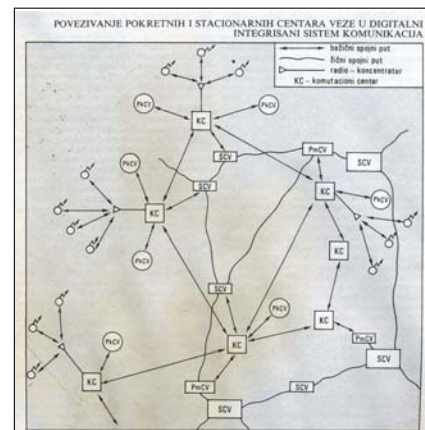 POVEZIVANJE POKRETNIH I STACIONARNIH CENTARA VEZE U DIGITALNI
INTEGRISANI SISTEM KOMUNIKACIJA
bežični spojni put
žični spojni put
radio-koncentrator
KC – komutacioni centar
PkCV
PkCV
KC
PmCV
SCV
SCV
PkCV
SCV
KC
PkCV
KC
PkCV
KC
SCV
PkCV
KC
KC
PkCV
PmCV
SCV
KC
PmCV
SCV
SCV